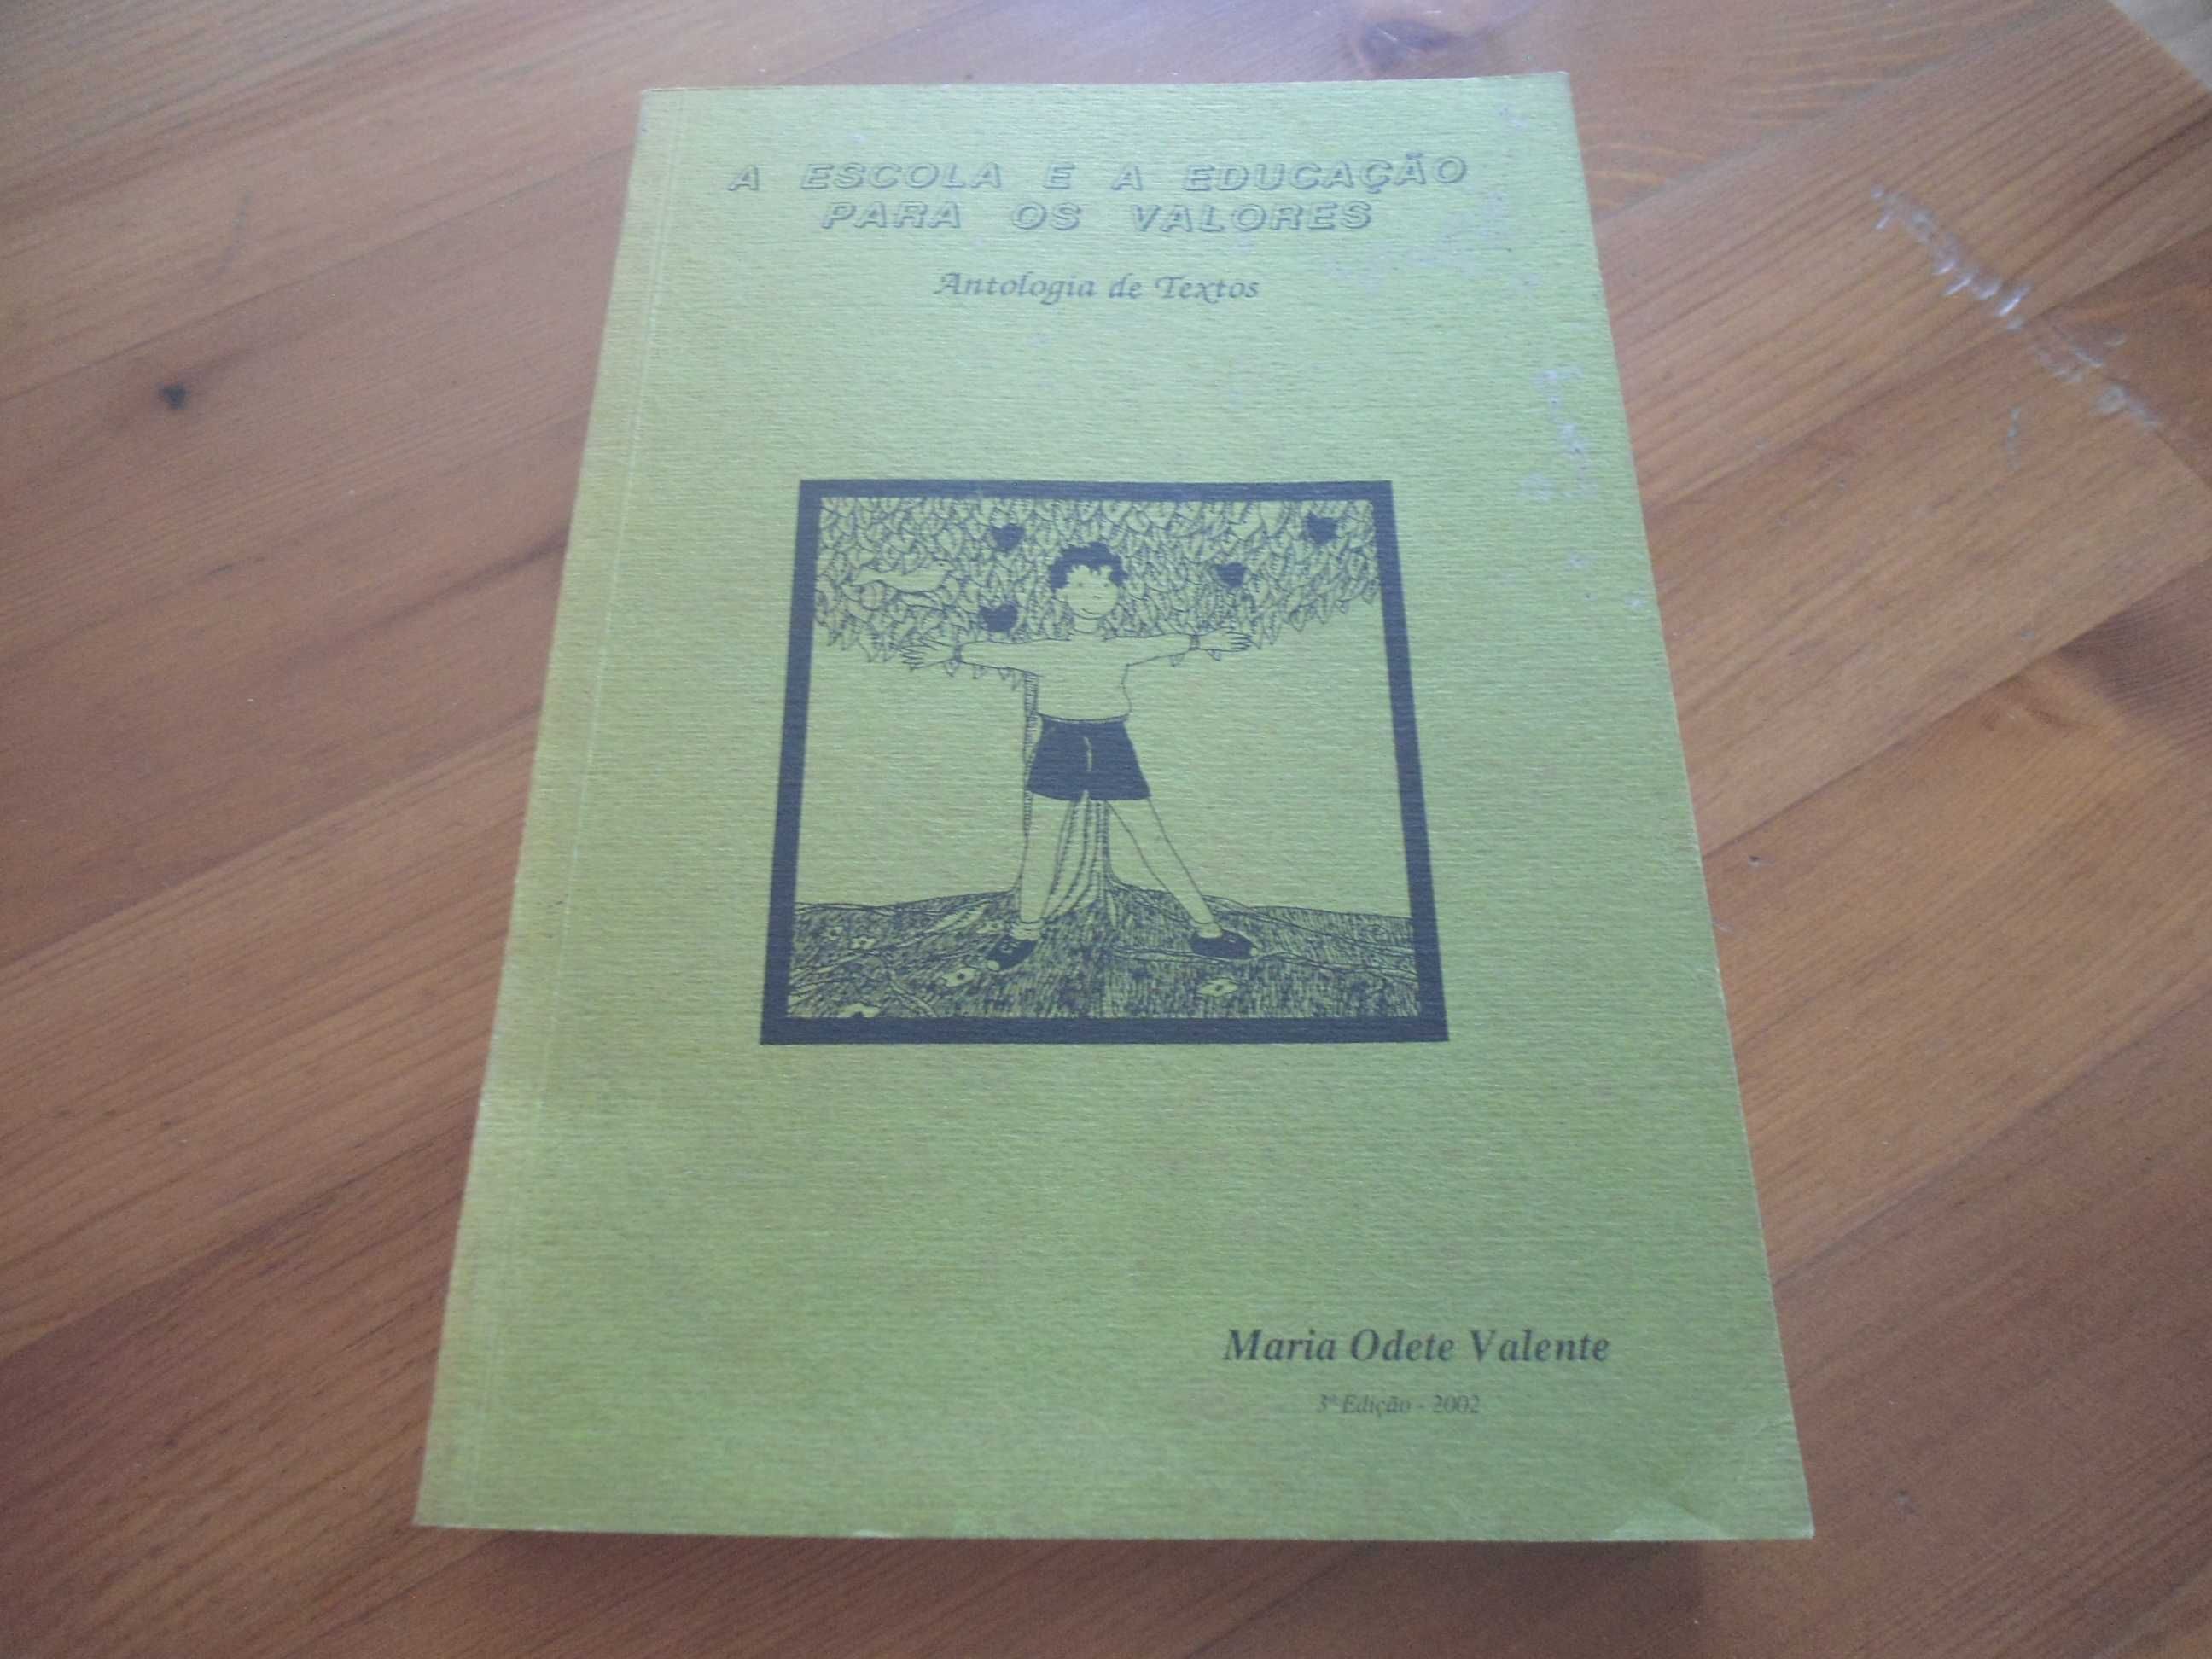 A ESCOLA E A EDUCAÇÃO
PARA OS VALORES
Antologia de Textos
Maria Odete Valente
3ª Edição - 2002